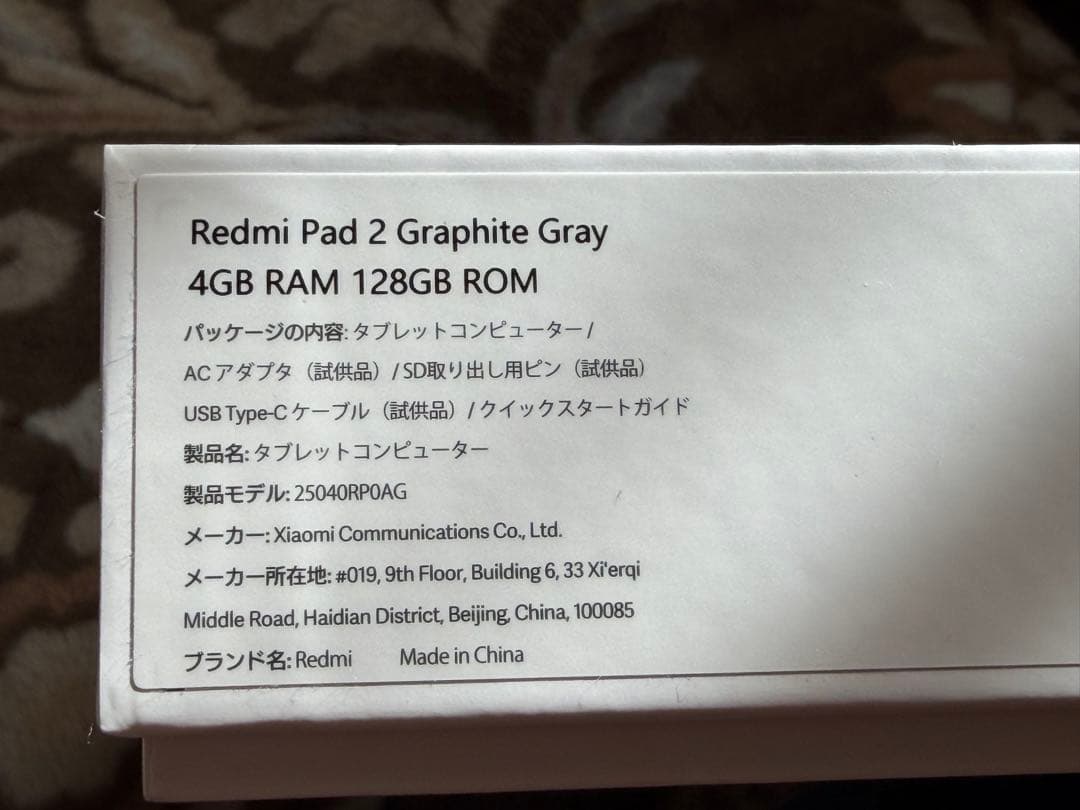 Redmi Pad 2 Graphite Gray
4GB RAM 128GB ROM
パッケージの内容: タブレットコンピューター /
AC アダプタ（試供品）/ SD取り出し用ピン（試供品）
USB Type-C ケーブル（試供品）/ クイックスタートガイド
製品名: タブレットコンピューター
製品モデル: 25040RP0AG
メーカー: Xiaomi Communications Co., Ltd.
メーカー所在地: #019, 9th Floor, Building 6, 33 Xi'erqi
Middle Road, Haidian District, Beijing, China, 100085
ブランド名: Redmi Made in China